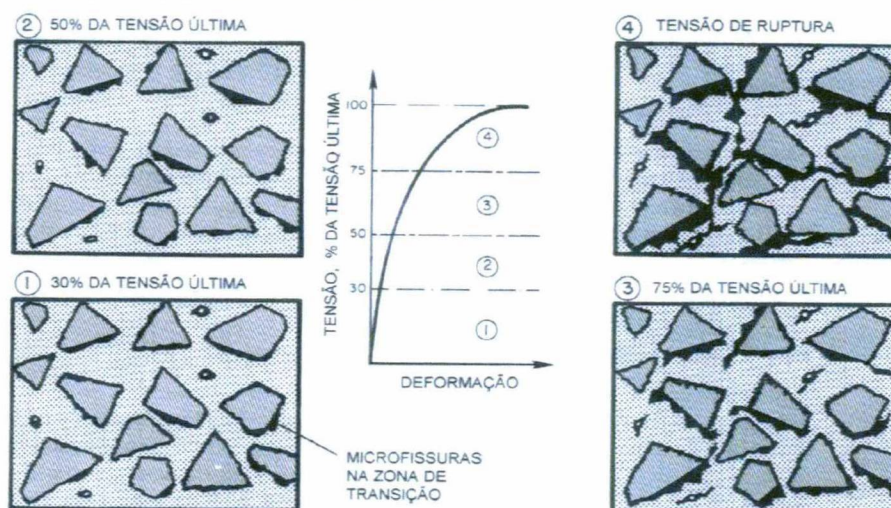 ② 50% DA TENSÃO ÚLTIMA
④ TENSÃO DE RUPTURA
TENSÃO, % DA TENSÃO ÚLTIMA
100
75
50
30
④
③
②
①
DEFORMAÇÃO
① 30% DA TENSÃO ÚLTIMA
③ 75% DA TENSÃO ÚLTIMA
MICROFISSURAS
NA ZONA DE
TRANSIÇÃO